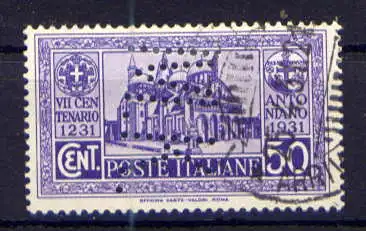 VII CEN
TENARIO
1231
ANTO
NIANO
1931
CENT.
POSTE ITALIANE
50
OFFICINA CARTE-VALORI, ROMA